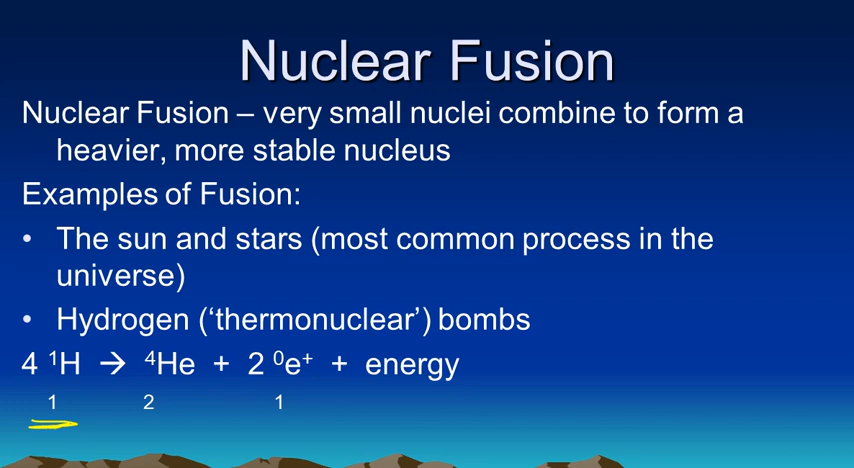 Nuclear Fusion
Nuclear Fusion – very small nuclei combine to form a
heavier, more stable nucleus
Examples of Fusion:
• The sun and stars (most common process in the
universe)
• Hydrogen (‘thermonuclear’) bombs
4 ¹H → ⁴He + 2 ⁰e⁺ + energy
1 2 1